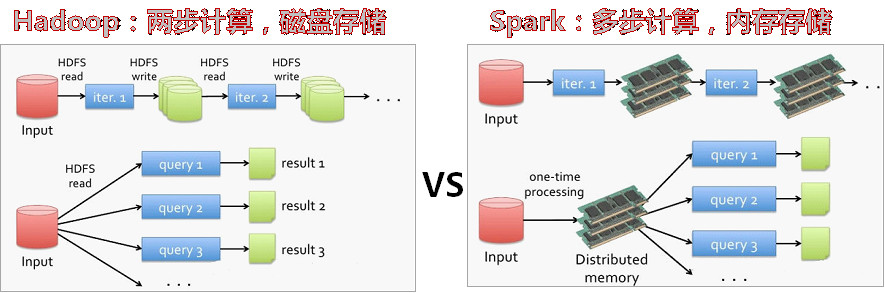 Hadoop：两步计算，磁盘存储
HDFS read
HDFS write
HDFS read
HDFS write
iter. 1
iter. 2
. . .
Input
HDFS read
query 1
result 1
query 2
result 2
query 3
result 3
Input
. . .
VS
Spark：多步计算，内存存储
iter. 1
iter. 2
. . .
Input
one-time processing
query 1
query 2
query 3
Input
Distributed memory
. . .